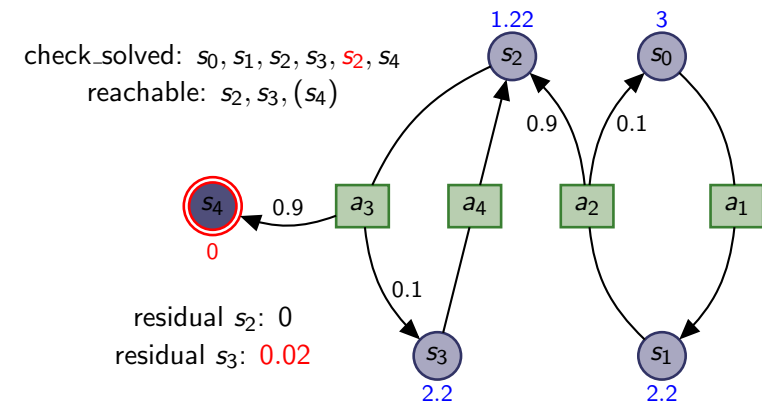 1.22
3
check_solved: s₀, s₁, s₂, s₃, s₂, s₄
s₂
s₀
reachable: s₂, s₃, (s₄)
0.9
0.1
s₄
0.9
a₃
a₄
a₂
a₁
0
0.1
residual s₂: 0
residual s₃: 0.02
s₃
s₁
2.2
2.2